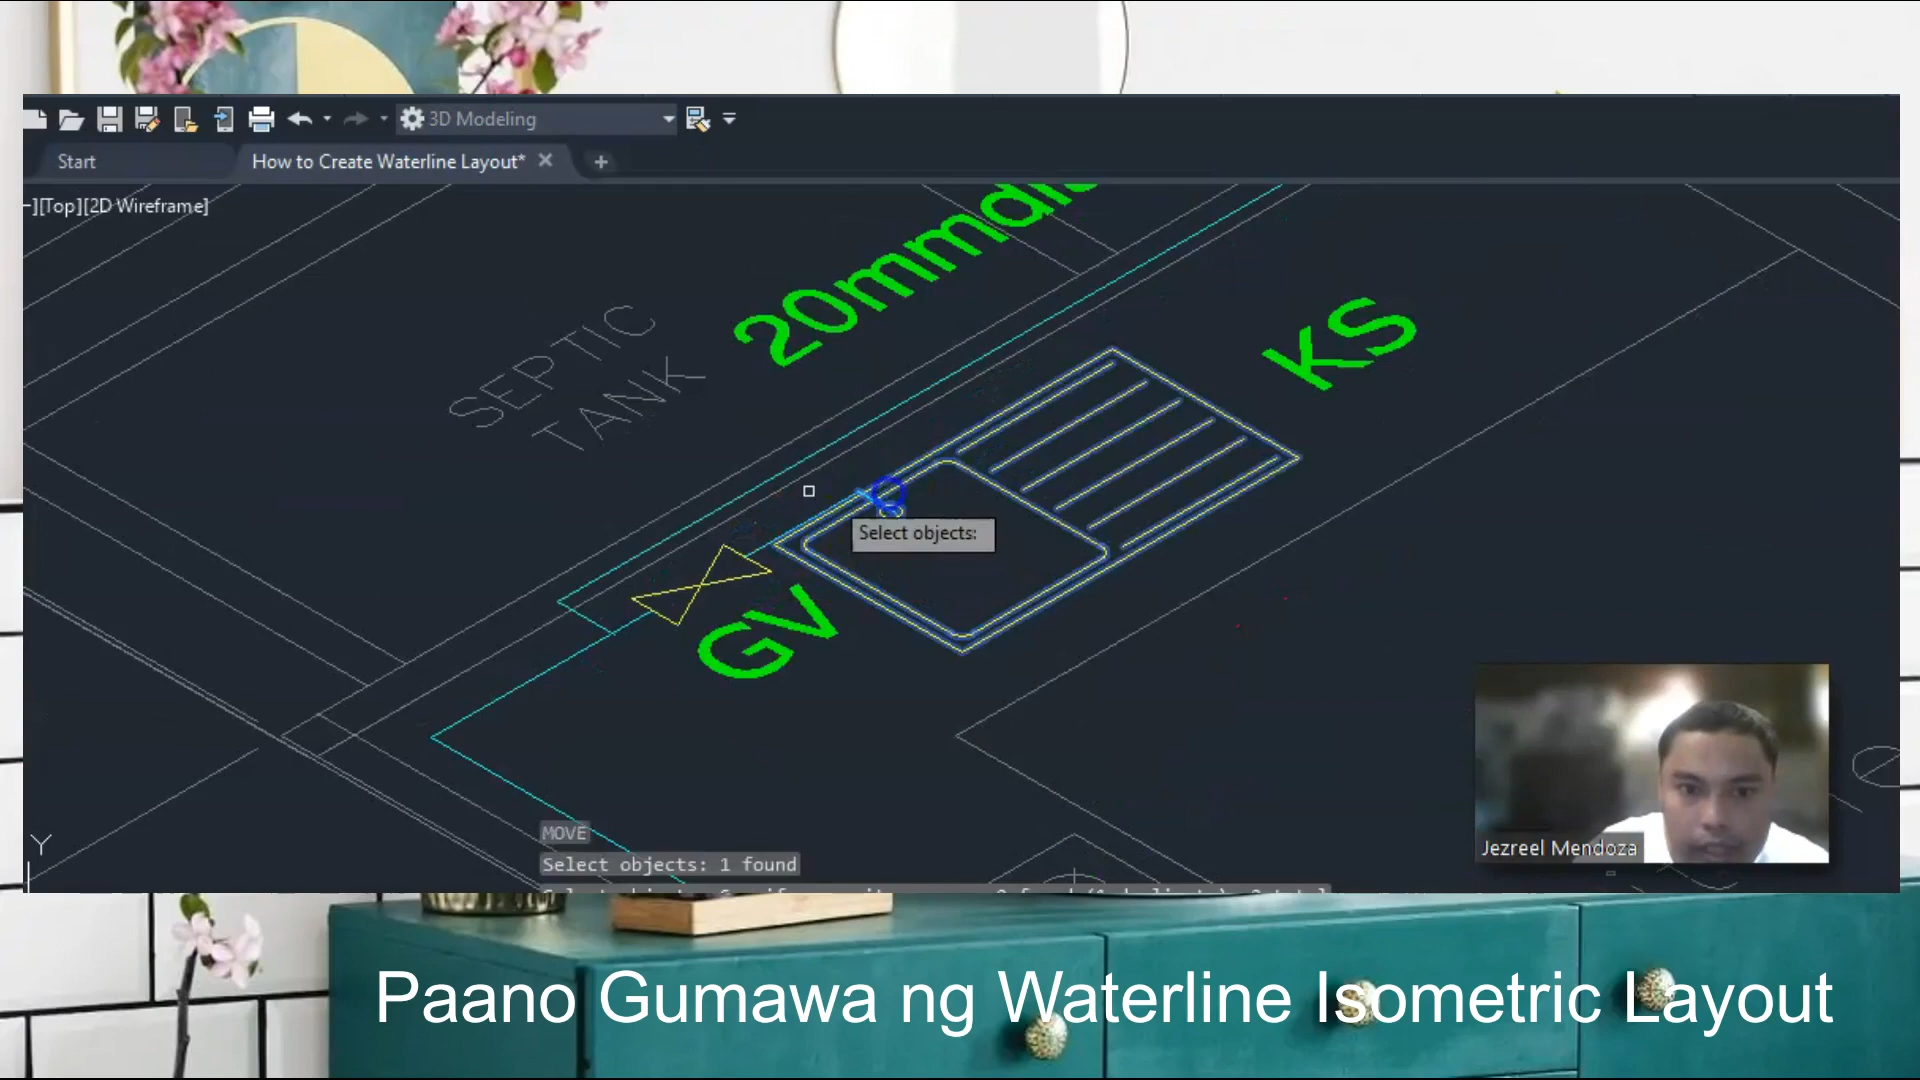 3D Modeling
Start
How to Create Waterline Layout*
-][Top][2D Wireframe]
20mmdia
SEPTIC
TANK
KS
Select objects:
GV
Y
MOVE
Select objects: 1 found
Jezreel Mendoza
Paano Gumawa ng Waterline Isometric Layout